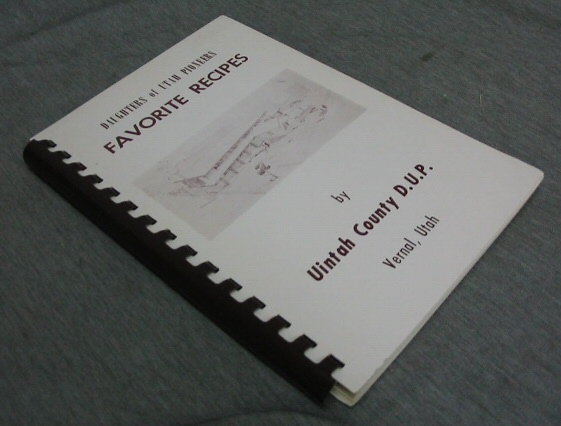 DAUGHTERS of UTAH PIONEERS
FAVORITE RECIPES
by
Uintah County D.U.P.
Vernal, Utah